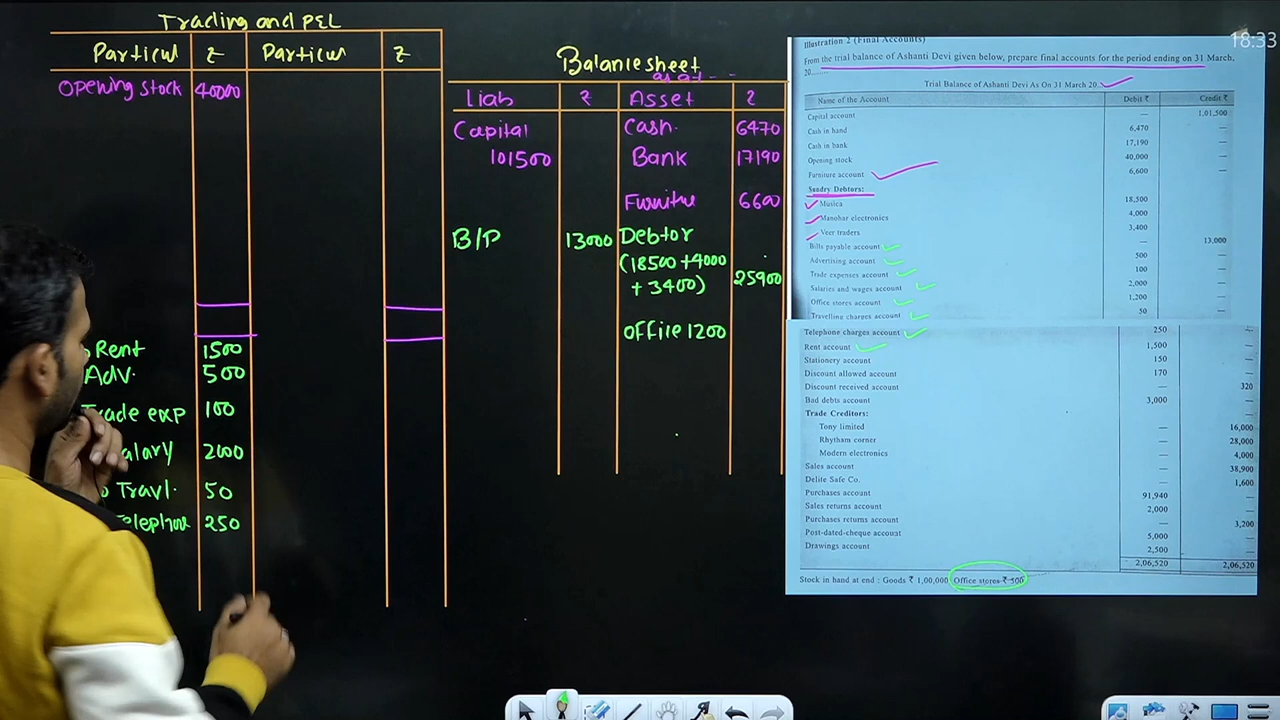 Trading and P&L
Particul ₹ Particus ₹
Opening stock 40000
Rent 1500
Adv. 500
Trade exp 100
alary 2000
Travl. 50
Telephone 250
Balance sheet
as at - - -
Liab ₹ Asset ₹
Capital Cash. 6470
101500 Bank 17190
Furnitue 6600
B/P 13000 Debtor
(18500 + 4000
+ 3400) 25900
office 1200
18:33
Illustration 2 (Final Accounts)
From the trial balance of Ashanti Devi given below, prepare final accounts for the period ending on 31 March,
20........
Trial Balance of Ashanti Devi As On 31 March 20..
Name of the Account Debit ₹ Credit ₹
Capital account — 1,01,500
Cash in hand 6,470 —
Cash in bank 17,190 —
Opening stock 40,000 —
Furniture account 6,600 —
Sundry Debtors:
Musica 18,500 —
Manohar electronics 4,000 —
Veer traders 3,400 —
Bills payable account — 13,000
Advertising account 500 —
Trade expenses account 100 —
Salaries and wages account 2,000 —
Office stores account 1,200 —
Travelling charges account 50 —
Telephone charges account 250 —
Rent account 1,500 —
Stationery account 150 —
Discount allowed account 170 —
Discount received account — 320
Bad debts account 3,000 —
Trade Creditors:
Tony limited — 16,000
Rhytham corner — 28,000
Modern electronics — 4,000
Sales account — 38,900
Delite Safe Co. — 1,600
Purchases account 91,940 —
Sales returns account 2,000 —
Purchases returns account — 3,200
Post-dated-cheque account 5,000 —
Drawings account 2,500 —
2,06,520 2,06,520
Stock in hand at end : Goods ₹ 1,00,000 Office stores ₹ 500